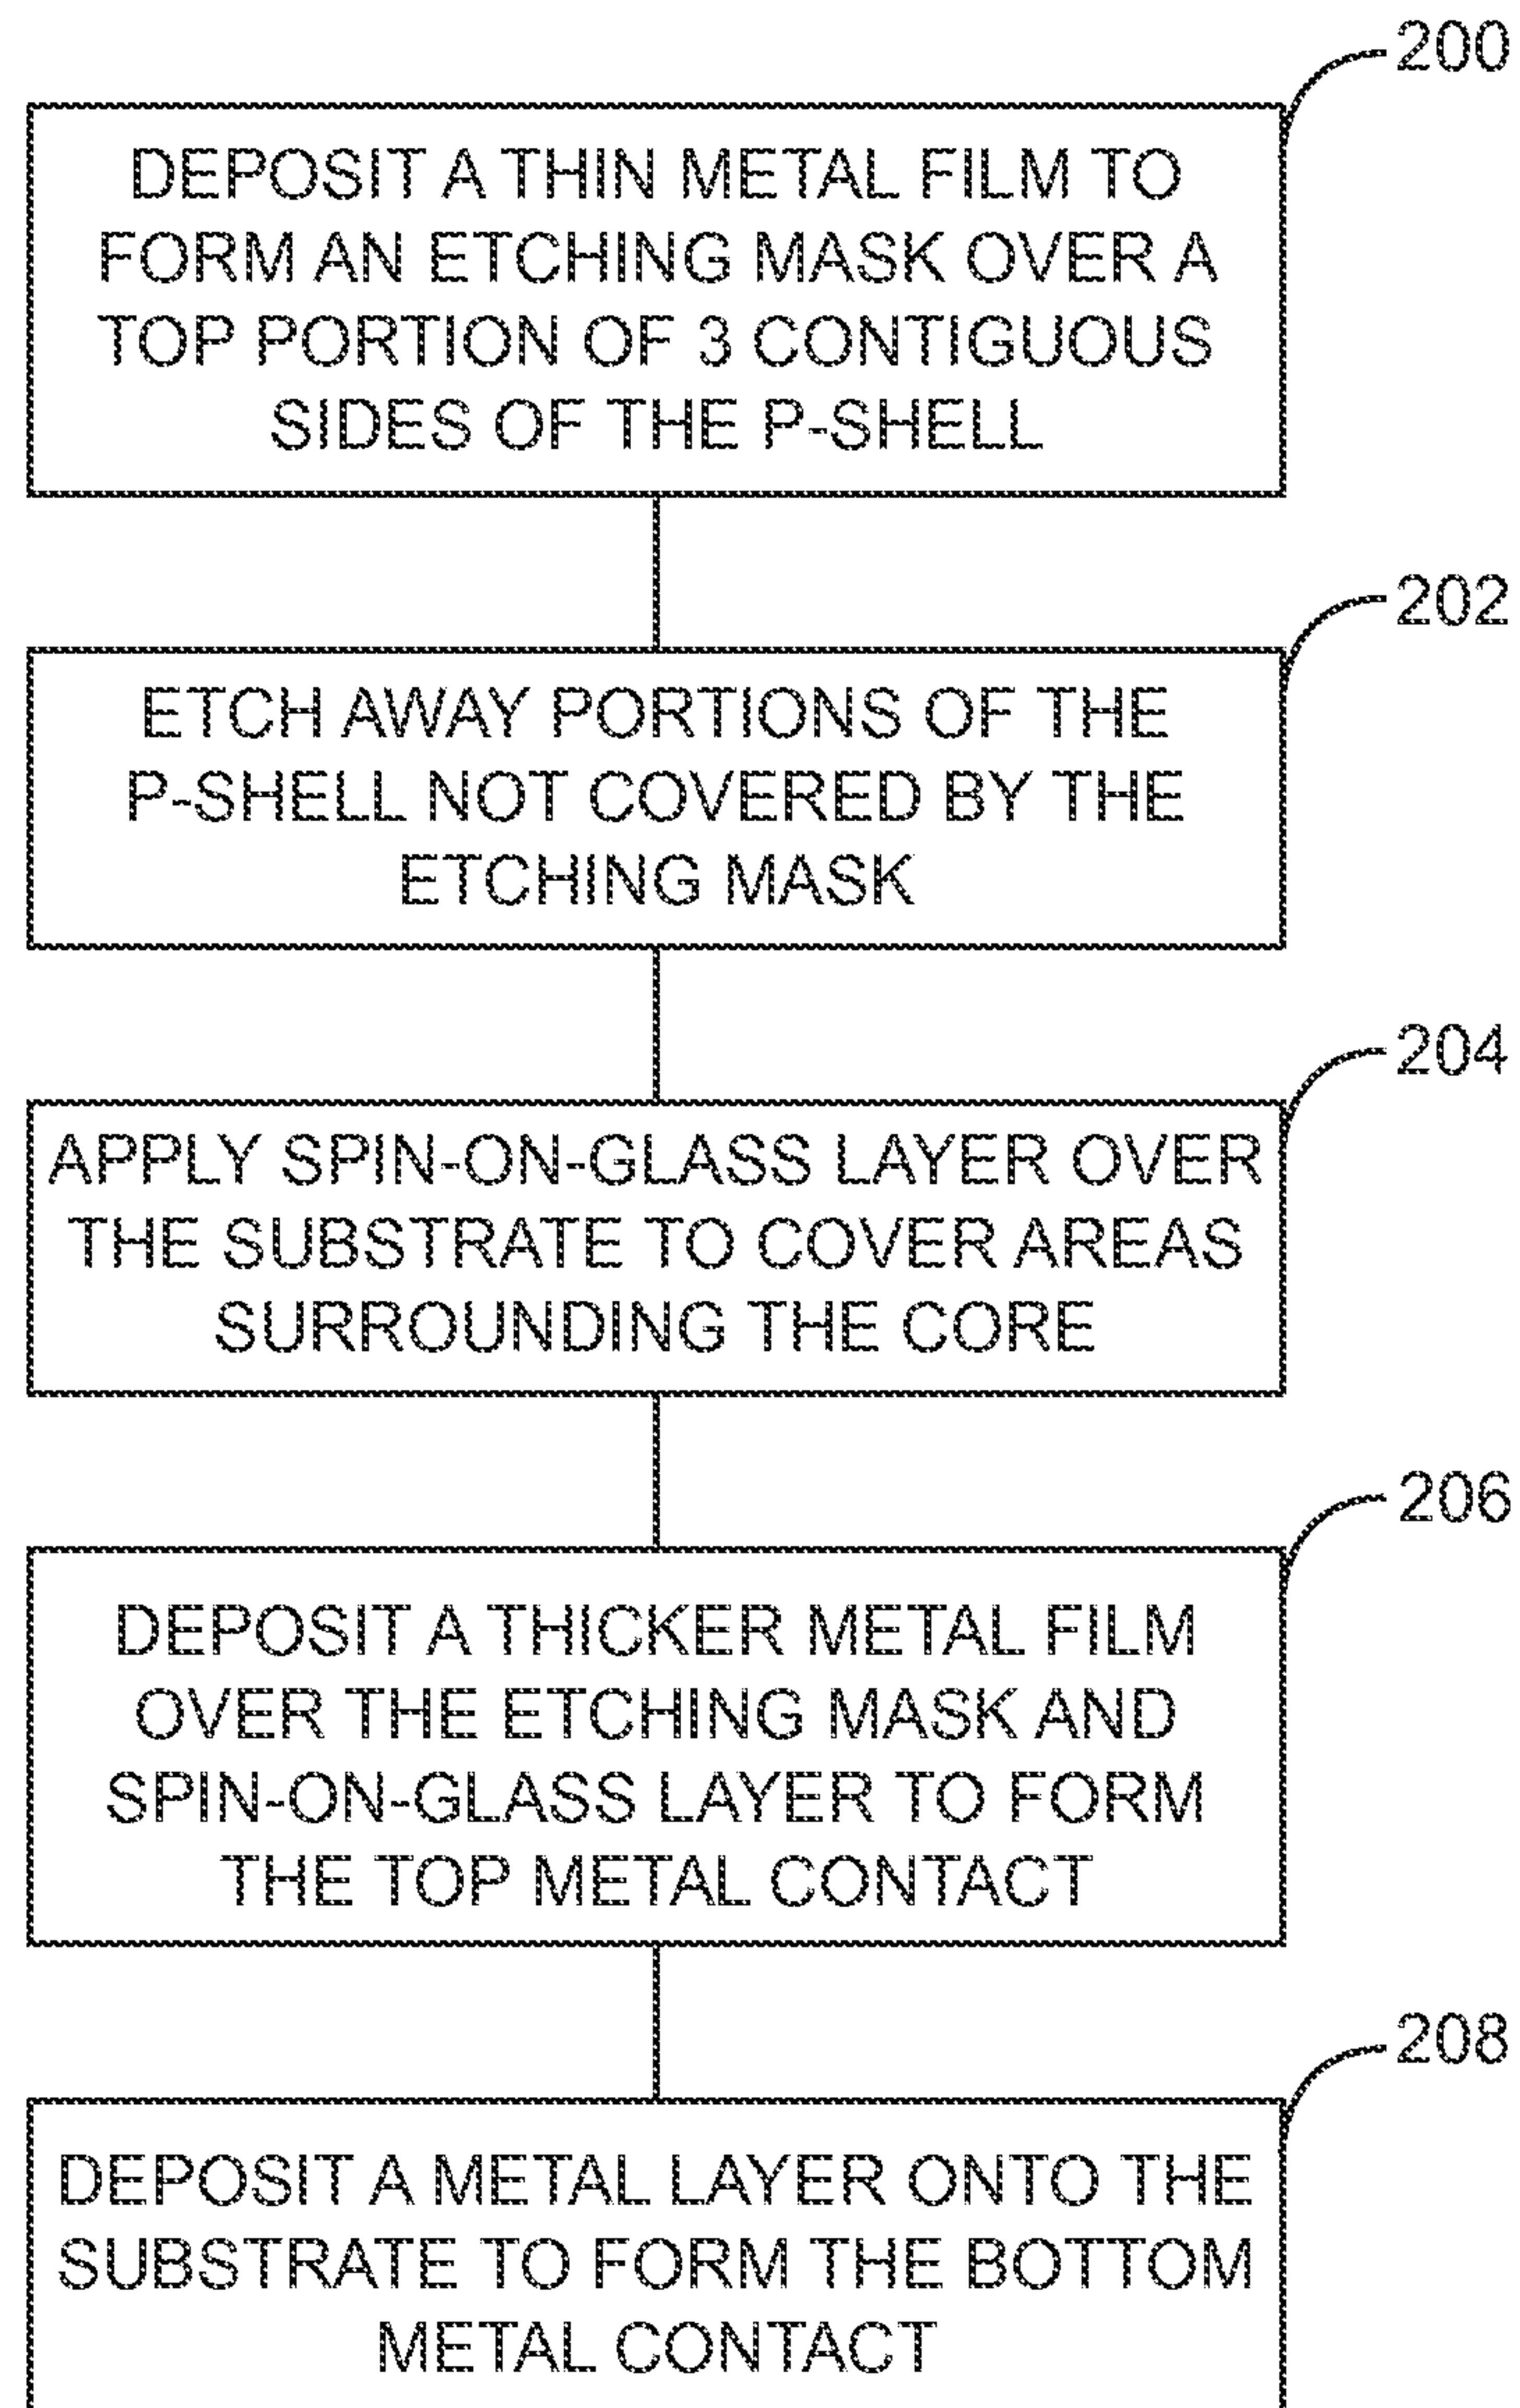 200
DEPOSIT A THIN METAL FILM TO
FORM AN ETCHING MASK OVER A
TOP PORTION OF 3 CONTIGUOUS
SIDES OF THE P-SHELL
202
ETCH AWAY PORTIONS OF THE
P-SHELL NOT COVERED BY THE
ETCHING MASK
204
APPLY SPIN-ON-GLASS LAYER OVER
THE SUBSTRATE TO COVER AREAS
SURROUNDING THE CORE
206
DEPOSIT A THICKER METAL FILM
OVER THE ETCHING MASK AND
SPIN-ON-GLASS LAYER TO FORM
THE TOP METAL CONTACT
208
DEPOSIT A METAL LAYER ONTO THE
SUBSTRATE TO FORM THE BOTTOM
METAL CONTACT